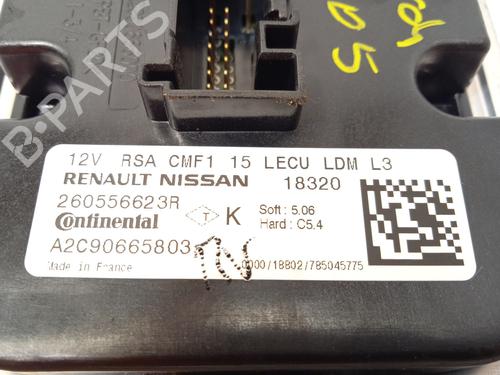 B-PARTS
05
12V RSA CMF1 15 LECU LDM L3
RENAULT NISSAN 18320
260556623R
Continental T K Soft : 5.06
Hard : C5.4
A2C90665803
Made in France 0000/18802/785045775